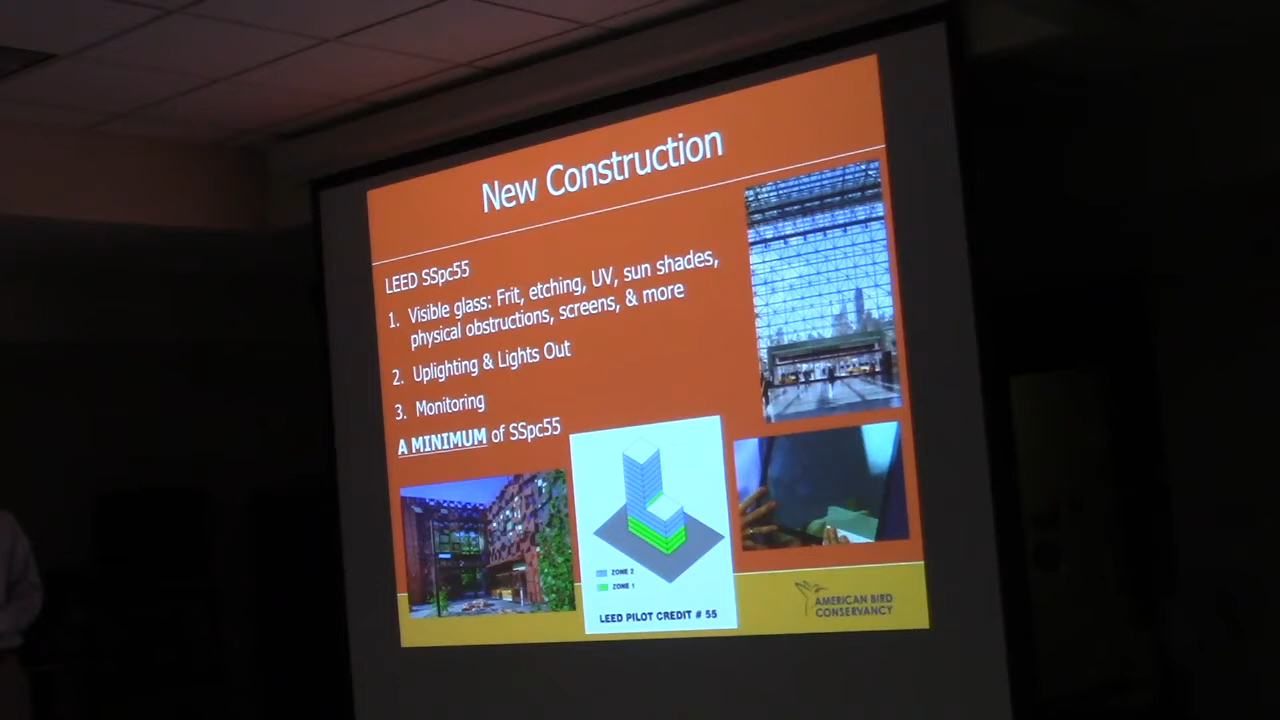 New Construction
LEED SSpc55
1. Visible glass: Frit, etching, UV, sun shades,
physical obstructions, screens, & more
2. Uplighting & Lights Out
3. Monitoring
A MINIMUM of SSpc55
ZONE 2
ZONE 1
LEED PILOT CREDIT # 55
AMERICAN BIRD
CONSERVANCY